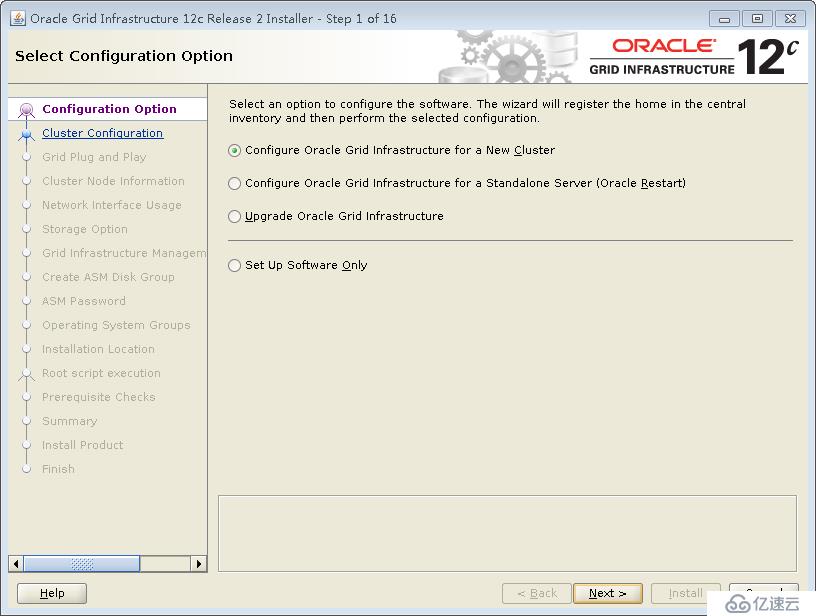 Oracle Grid Infrastructure 12c Release 2 Installer - Step 1 of 16
Select Configuration Option
ORACLE
GRID INFRASTRUCTURE
12c
Configuration Option
Cluster Configuration
Grid Plug and Play
Cluster Node Information
Network Interface Usage
Storage Option
Grid Infrastructure Managem
Create ASM Disk Group
ASM Password
Operating System Groups
Installation Location
Root script execution
Prerequisite Checks
Summary
Install Product
Finish
Select an option to configure the software. The wizard will register the home in the central
inventory and then perform the selected configuration.
Configure Oracle Grid Infrastructure for a New Cluster
Configure Oracle Grid Infrastructure for a Standalone Server (Oracle Restart)
Upgrade Oracle Grid Infrastructure
Set Up Software Only
Help
< Back
Next >
Install
亿速云